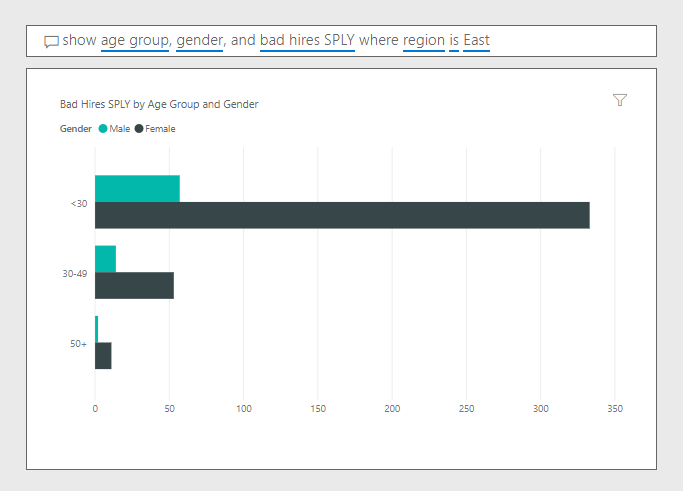 show age group, gender, and bad hires SPLY where region is East
Bad Hires SPLY by Age Group and Gender
Gender Male Female
<30
30-49
50+
0 50 100 150 200 250 300 350